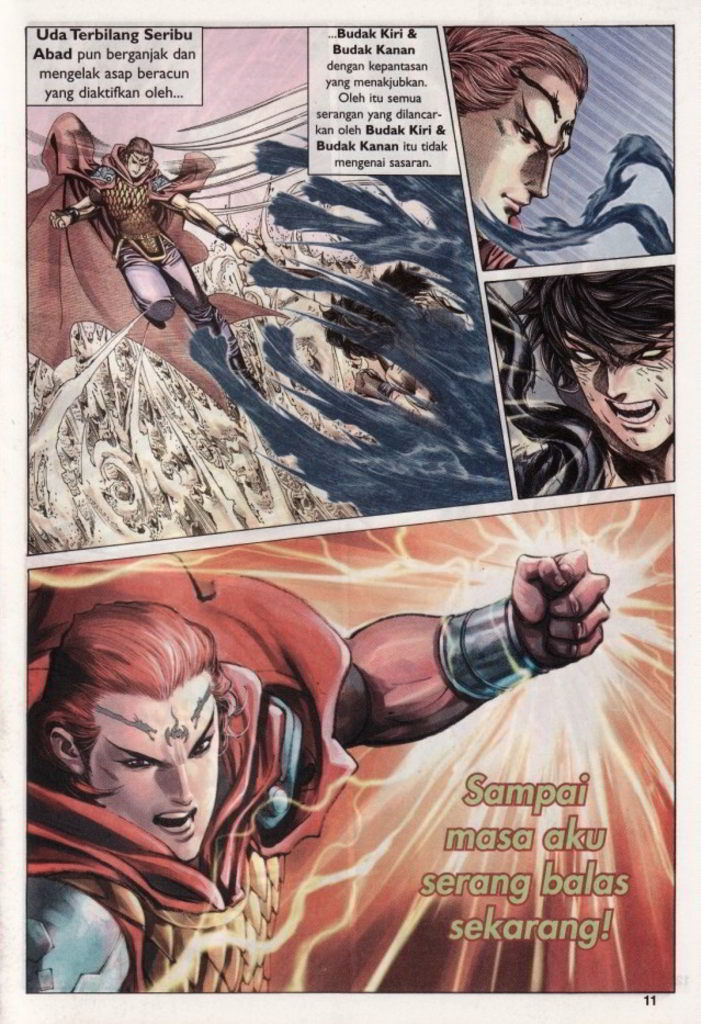 Uda Terbilang Seribu
Abad pun berganjak dan
mengelak asap beracun
yang diaktifkan oleh...
...Budak Kiri &
Budak Kanan
dengan kepantasan
yang menakjubkan.
Oleh itu semua
serangan yang dilancar-
kan oleh Budak Kiri &
Budak Kanan itu tidak
mengenai sasaran.
Sampai
masa aku
serang balas
sekarang!
11